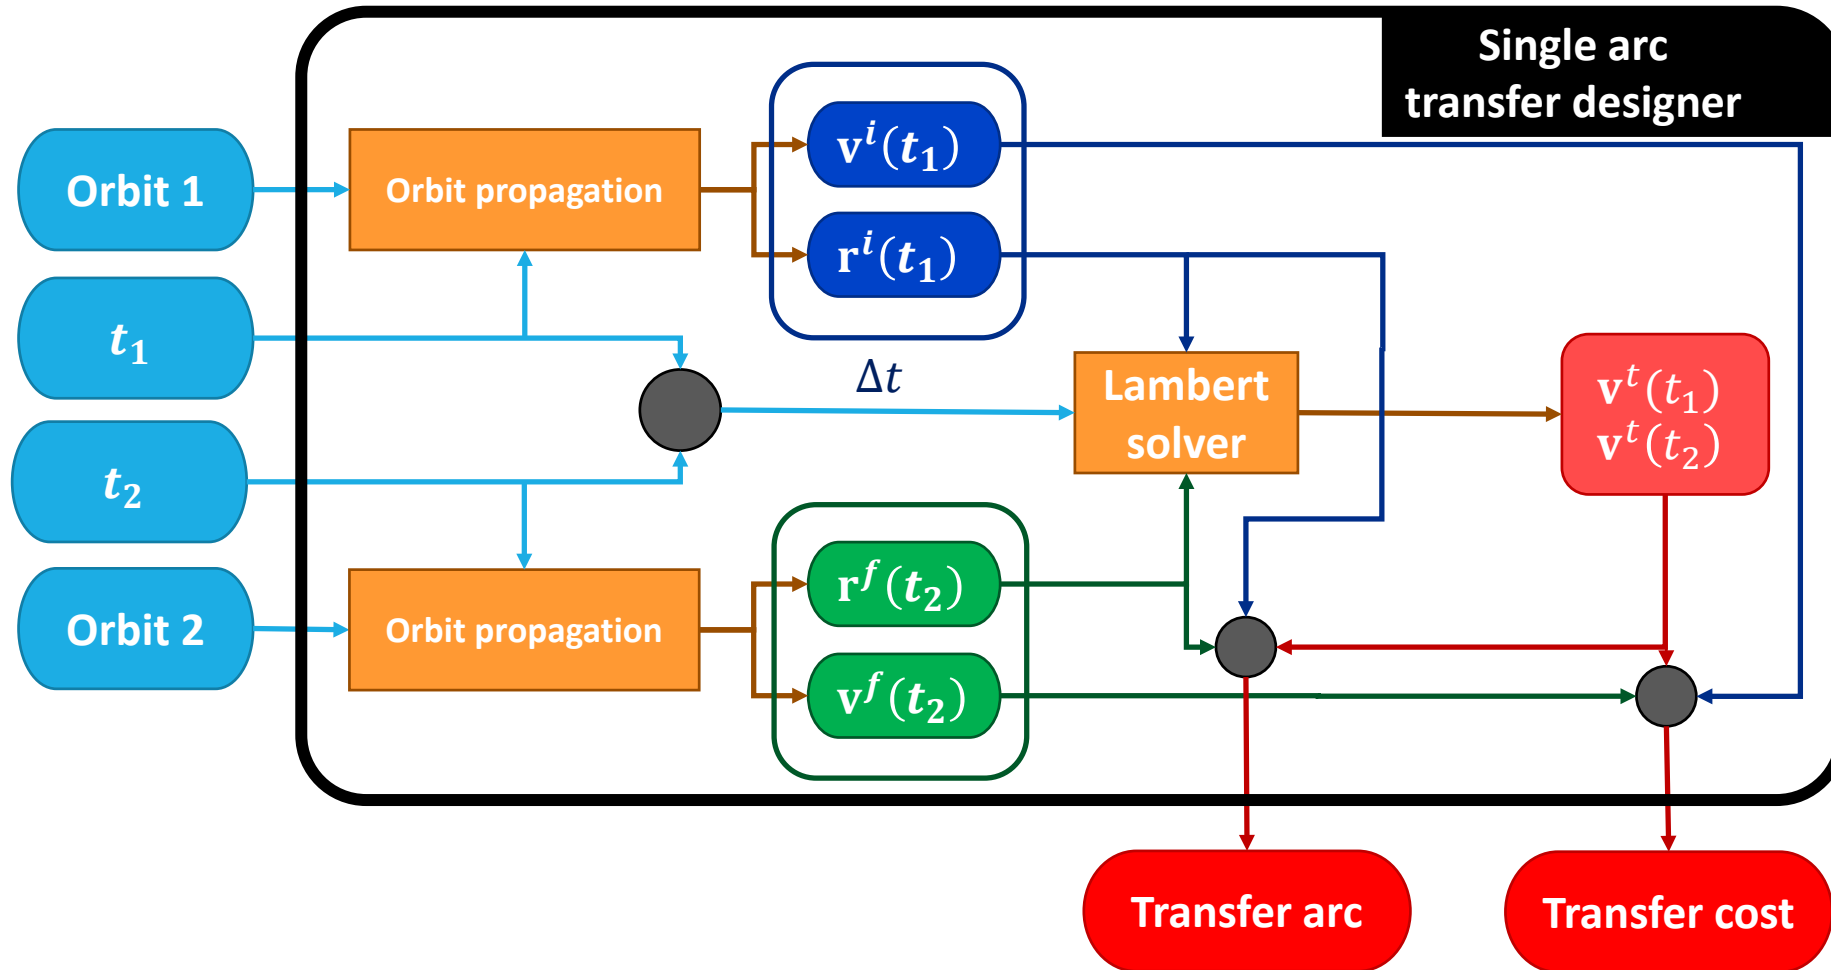 Single arc
transfer designer
Orbit 1
Orbit propagation
𝐯ⁱ(t₁)
𝐫ⁱ(t₁)
t₁
Δt
Lambert
solver
𝐯ᵗ(t₁)
𝐯ᵗ(t₂)
t₂
Orbit 2
Orbit propagation
𝐫ᶠ(t₂)
𝐯ᶠ(t₂)
Transfer arc
Transfer cost